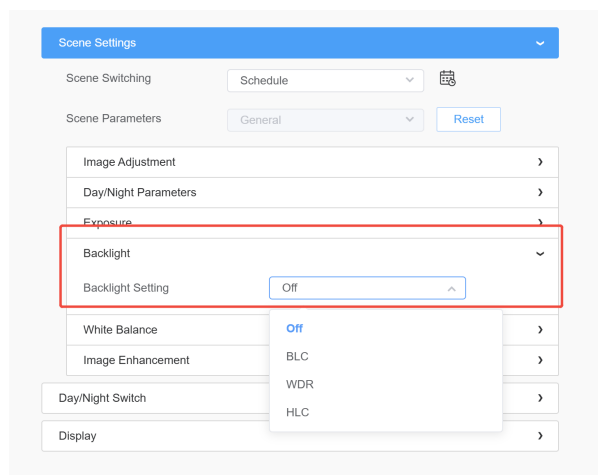 Scene Settings
Scene Switching
Schedule
Scene Parameters
General
Reset
Image Adjustment
Day/Night Parameters
Exposure
Backlight
Backlight Setting
Off
Off
White Balance
BLC
Image Enhancement
WDR
Day/Night Switch
HLC
Display